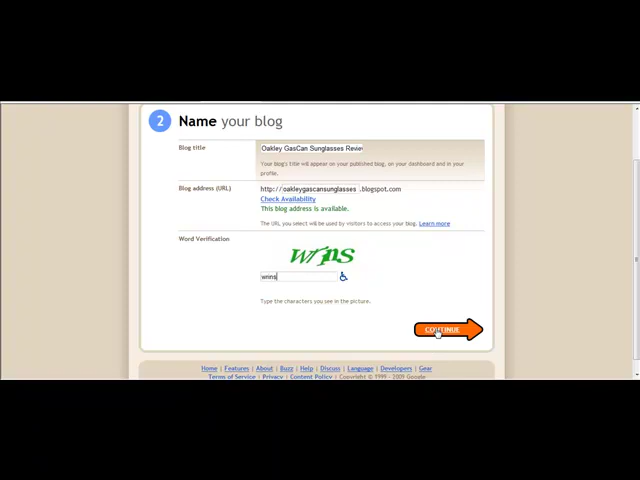 2 Name your blog
Blog title
Oakley GasCan Sunglasses Review
Your blog's title will appear on your published blog, on your dashboard and in your
profile.
Blog address (URL)
http:// oakleygascansunglasses .blogspot.com
Check Availability
This blog address is available.
The URL you select will be used by visitors to access your blog. Learn more
Word Verification
Type the characters you see in the picture.
CONTINUE
Home | Features | About | Buzz | Help | Discuss | Language | Developers | Gear
Terms of Service | Privacy | Content Policy | Copyright © 1999 - 2009 Google